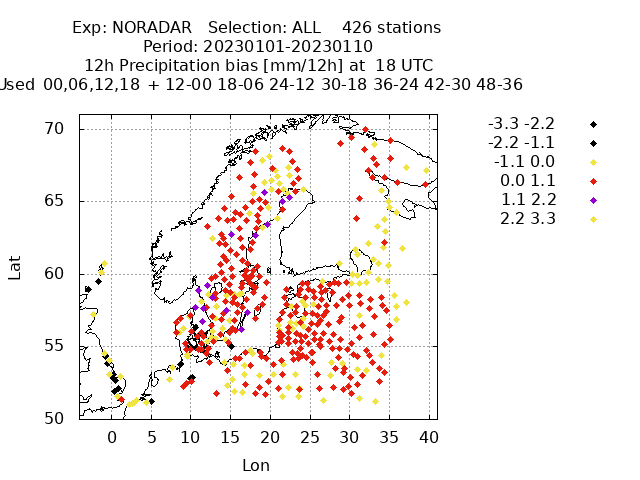 Exp: NORADAR Selection: ALL 426 stations
Period: 20230101-20230110
12h Precipitation bias [mm/12h] at 18 UTC
00,06,12,18 + 12-00 18-06 24-12 30-18 36-24 42-30 48-36
-3.3 -2.2
-2.2 -1.1
-1.1 0.0
0.0 1.1
1.1 2.2
2.2 3.3
70
65
60
55
50
Lat
0 5 10 15 20 25 30 35 40
Lon